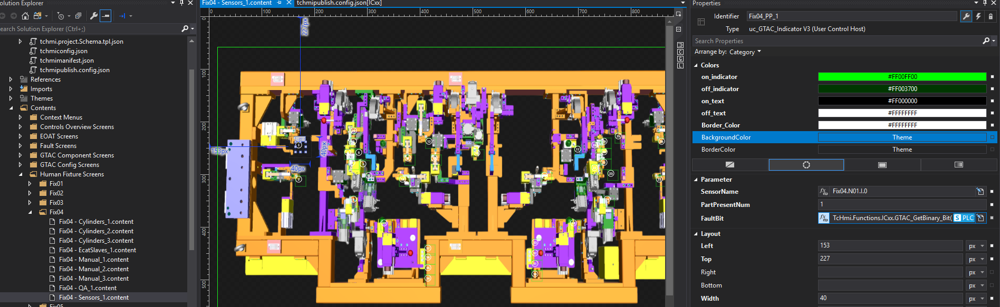 olution Explorer
earch Solution Explorer (Ctrl+;)
tchmi.project.Schema.tpl.json
tchmiconfig.json
tchmimanifest.json
tchmipublish.config.json
References
Imports
Themes
Contents
Context Menus
Controls Overview Screens
EOAT Screens
Fault Screens
GTAC Component Screens
GTAC Config Screens
Human Fixture Screens
Fix01
Fix02
Fix03
Fix04
Fix04 - Cylinders_1.content
Fix04 - Cylinders_2.content
Fix04 - Cylinders_3.content
Fix04 - EcatSlaves_1.content
Fix04 - Manual_1.content
Fix04 - Manual_2.content
Fix04 - Manual_3.content
Fix04 - QA_1.content
Fix04 - Sensors_1.content
Fix05
Fix04 - Sensors_1.content
tchmipublish.config.json[ICxx]
0 100 200 300 400 500 600 700 800
0
100
200
300
400
500
227px
153px
40px
40px
C
G
L
Properties
Identifier Fix04_PP_1
Type uc_GTAC_Indicator V3 (User Control Host)
Search Properties
Arrange by: Category
Colors
on_indicator #FF00FF00
off_indicator #FF003700
on_text #FF000000
off_text #FFFFFFFF
Border_Color #FFFFFFFF
BackgroundColor Theme
BorderColor Theme
Parameter
SensorName Fix04.N01.I.0
PartPresentNum 1
FaultBit TcHmi.Functions.ICxx.GTAC_GetBinary_Bit( S PLC
Layout
Left 153 px
Top 227 px
Right px
Bottom px
Width 40 px